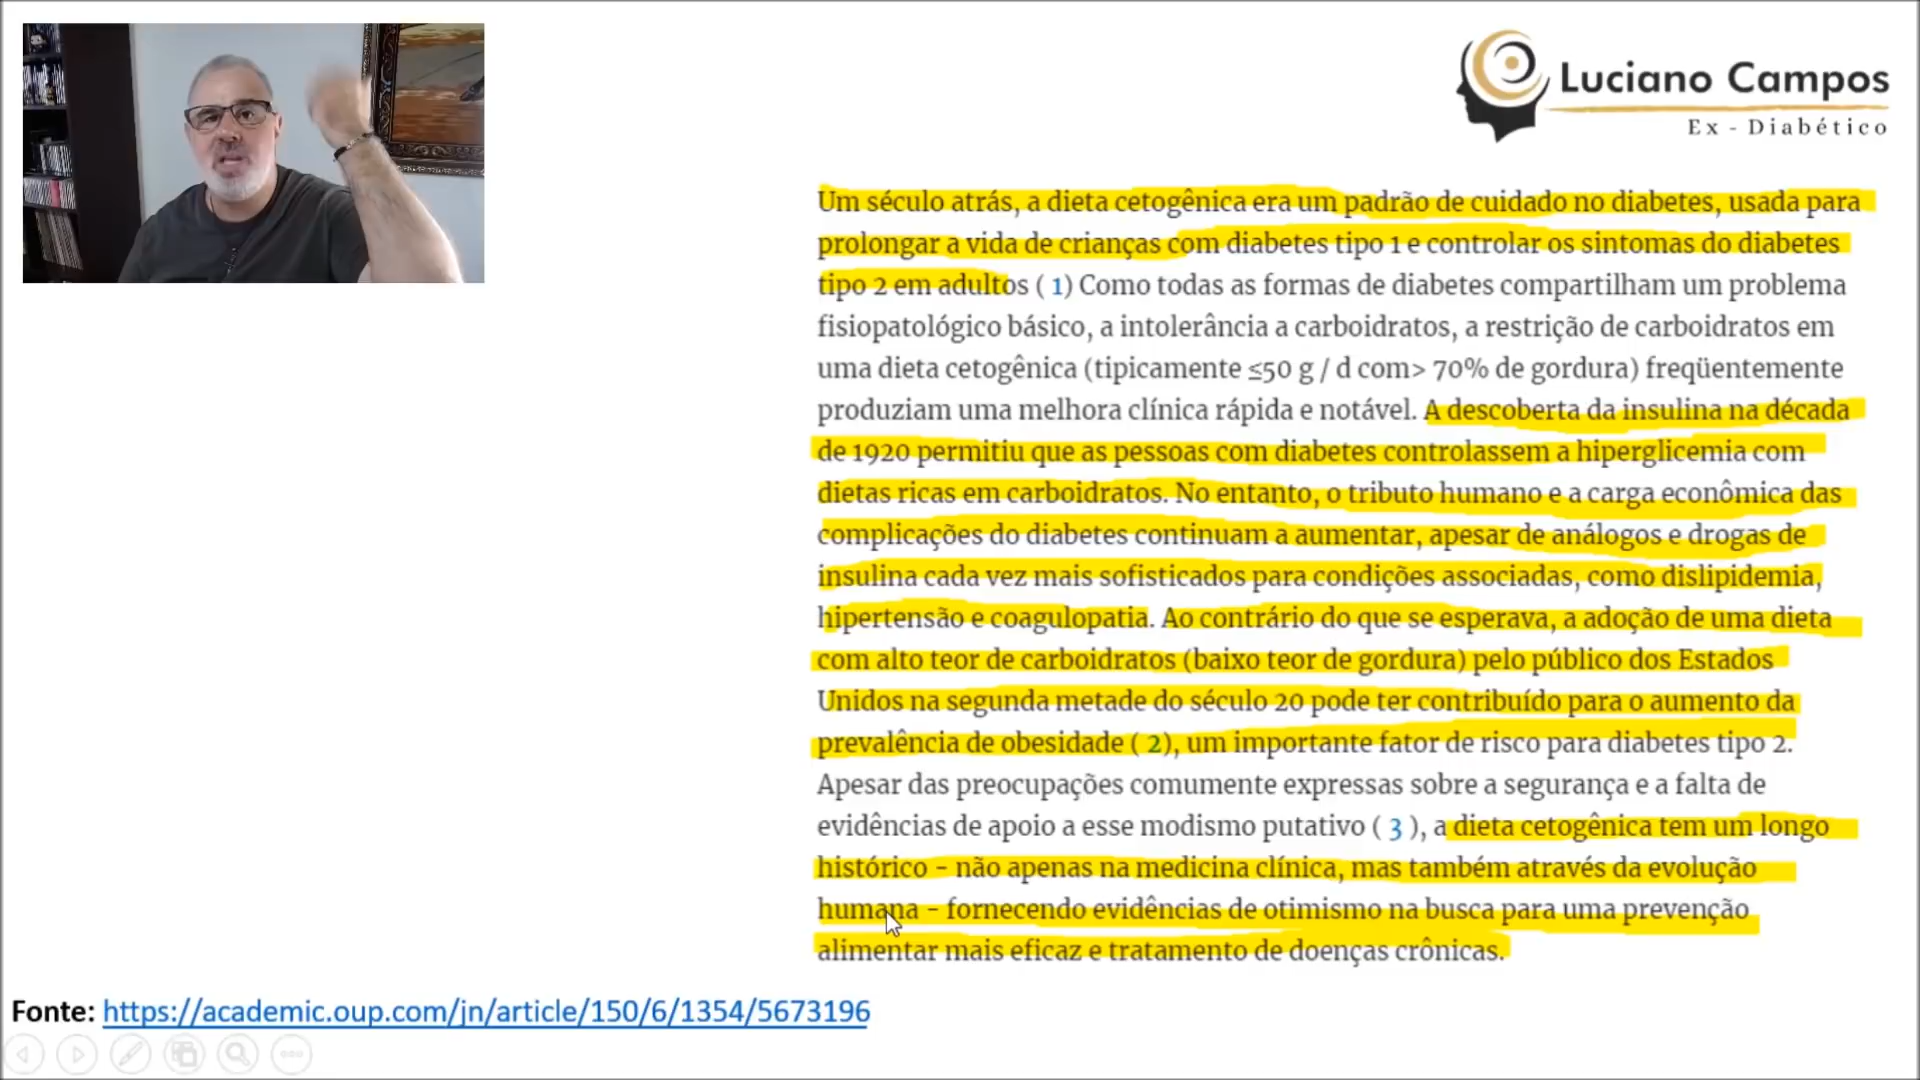 Luciano Campos
Ex - Diabético
Um século atrás, a dieta cetogênica era um padrão de cuidado no diabetes, usada para
prolongar a vida de crianças com diabetes tipo 1 e controlar os sintomas do diabetes
tipo 2 em adultos ( 1) Como todas as formas de diabetes compartilham um problema
fisiopatológico básico, a intolerância a carboidratos, a restrição de carboidratos em
uma dieta cetogênica (tipicamente ≤50 g / d com> 70% de gordura) freqüentemente
produziam uma melhora clínica rápida e notável. A descoberta da insulina na década
de 1920 permitiu que as pessoas com diabetes controlassem a hiperglicemia com
dietas ricas em carboidratos. No entanto, o tributo humano e a carga econômica das
complicações do diabetes continuam a aumentar, apesar de análogos e drogas de
insulina cada vez mais sofisticados para condições associadas, como dislipidemia,
hipertensão e coagulopatia. Ao contrário do que se esperava, a adoção de uma dieta
com alto teor de carboidratos (baixo teor de gordura) pelo público dos Estados
Unidos na segunda metade do século 20 pode ter contribuído para o aumento da
prevalência de obesidade ( 2), um importante fator de risco para diabetes tipo 2.
Apesar das preocupações comumente expressas sobre a segurança e a falta de
evidências de apoio a esse modismo putativo ( 3 ), a dieta cetogênica tem um longo
histórico - não apenas na medicina clínica, mas também através da evolução
humana - fornecendo evidências de otimismo na busca para uma prevenção
alimentar mais eficaz e tratamento de doenças crônicas.
Fonte: https://academic.oup.com/jn/article/150/6/1354/5673196